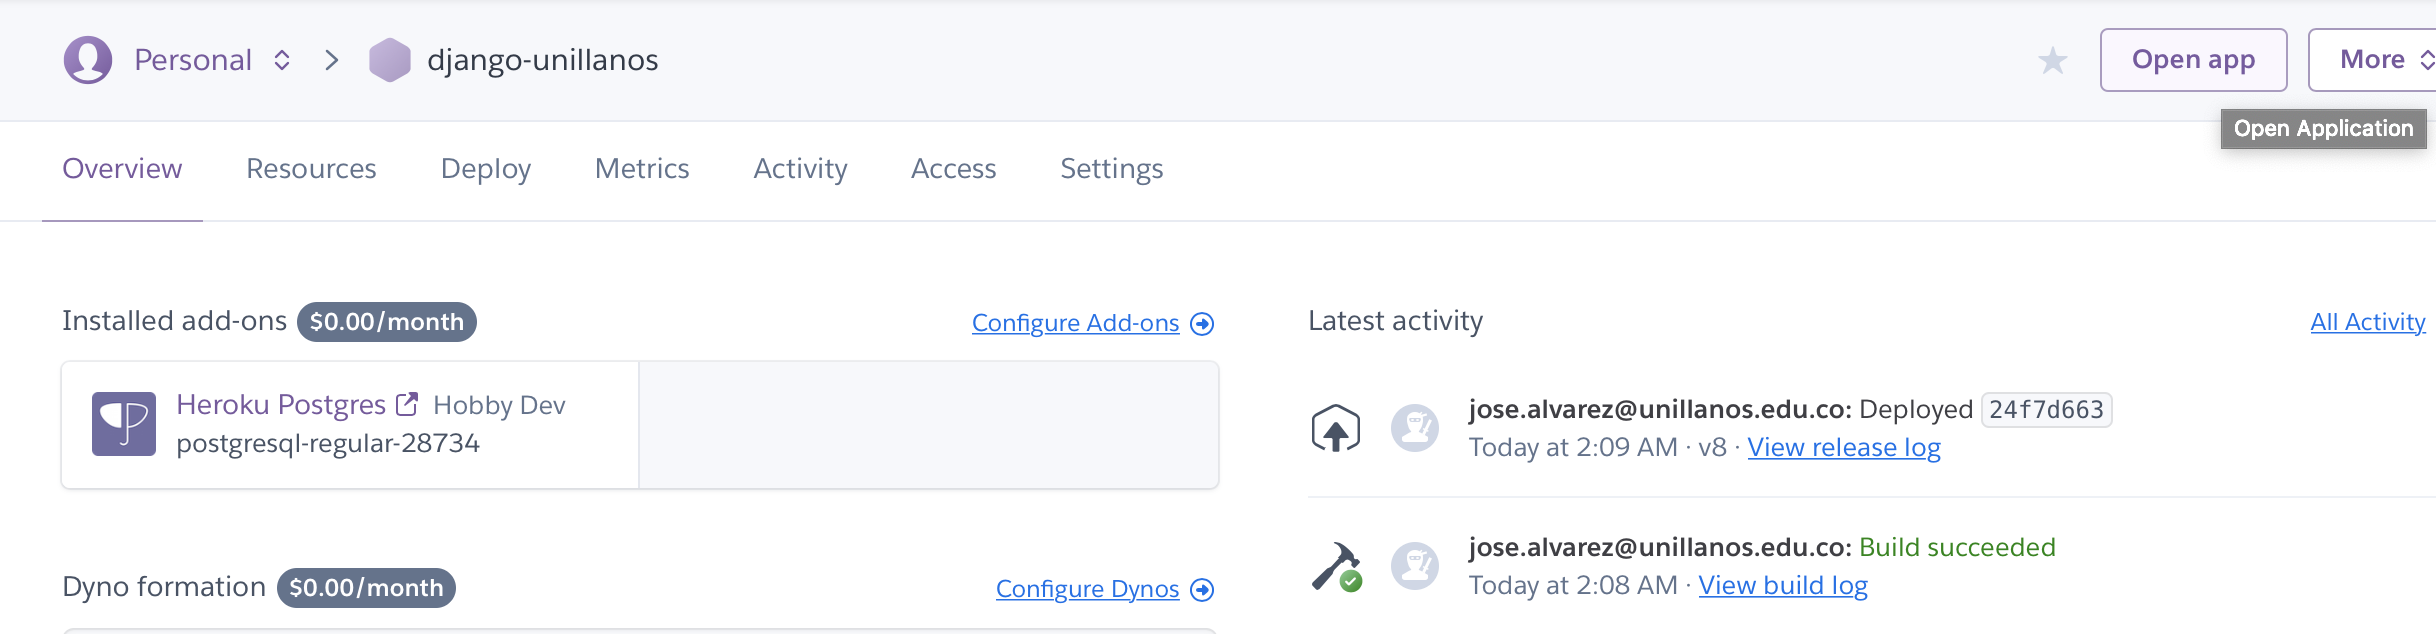 Personal
django-unillanos
Open app
More
Open Application
Overview
Resources
Deploy
Metrics
Activity
Access
Settings
Installed add-ons $0.00/month
Configure Add-ons
Heroku Postgres Hobby Dev
postgresql-regular-28734
Dyno formation $0.00/month
Configure Dynos
Latest activity
All Activity
jose.alvarez@unillanos.edu.co: Deployed 24f7d663
Today at 2:09 AM · v8 · View release log
jose.alvarez@unillanos.edu.co: Build succeeded
Today at 2:08 AM · View build log